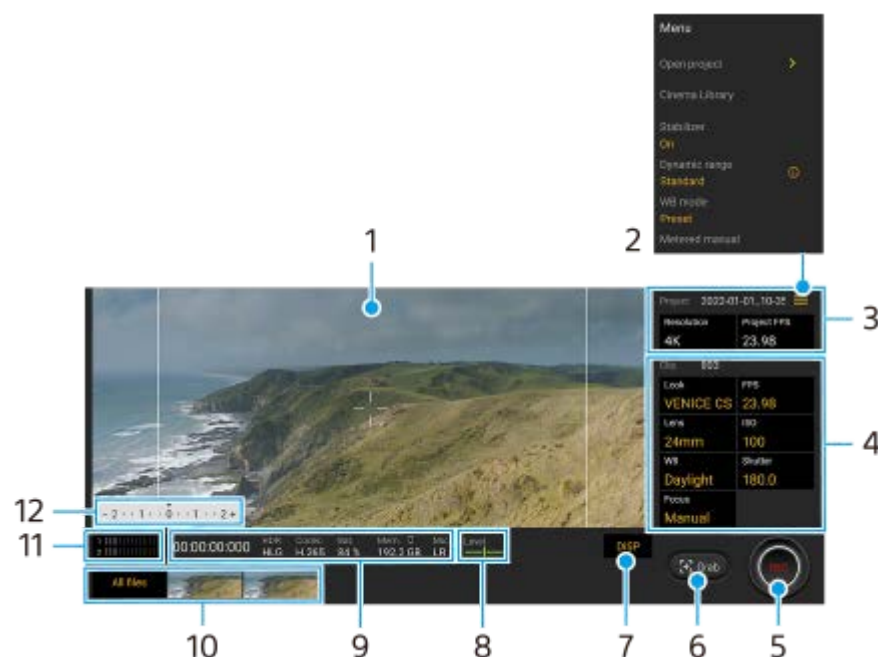 Menu
Open project
Cinema Library
Stabilizer
On
Dynamic range
Standard
WB mode
Preset
Metered manual
2
1
Project 2022-01-01_10-25
3
Resolution Project FPS
4K 23.98
Clip 003
Look FPS
VENICE CS 23.98
Lens ISO
24mm 100
4
WB Shutter
Daylight 180.0
Focus
Manual
12
-2··1··0··1··2+
11
1
2
00:00:00:000
HDR Codec Batt. Mem. Mic
HLG H.265 84 % 192.2 GB LR
Level
DISP
Grab
REC
All files
10 9 8 7 6 5